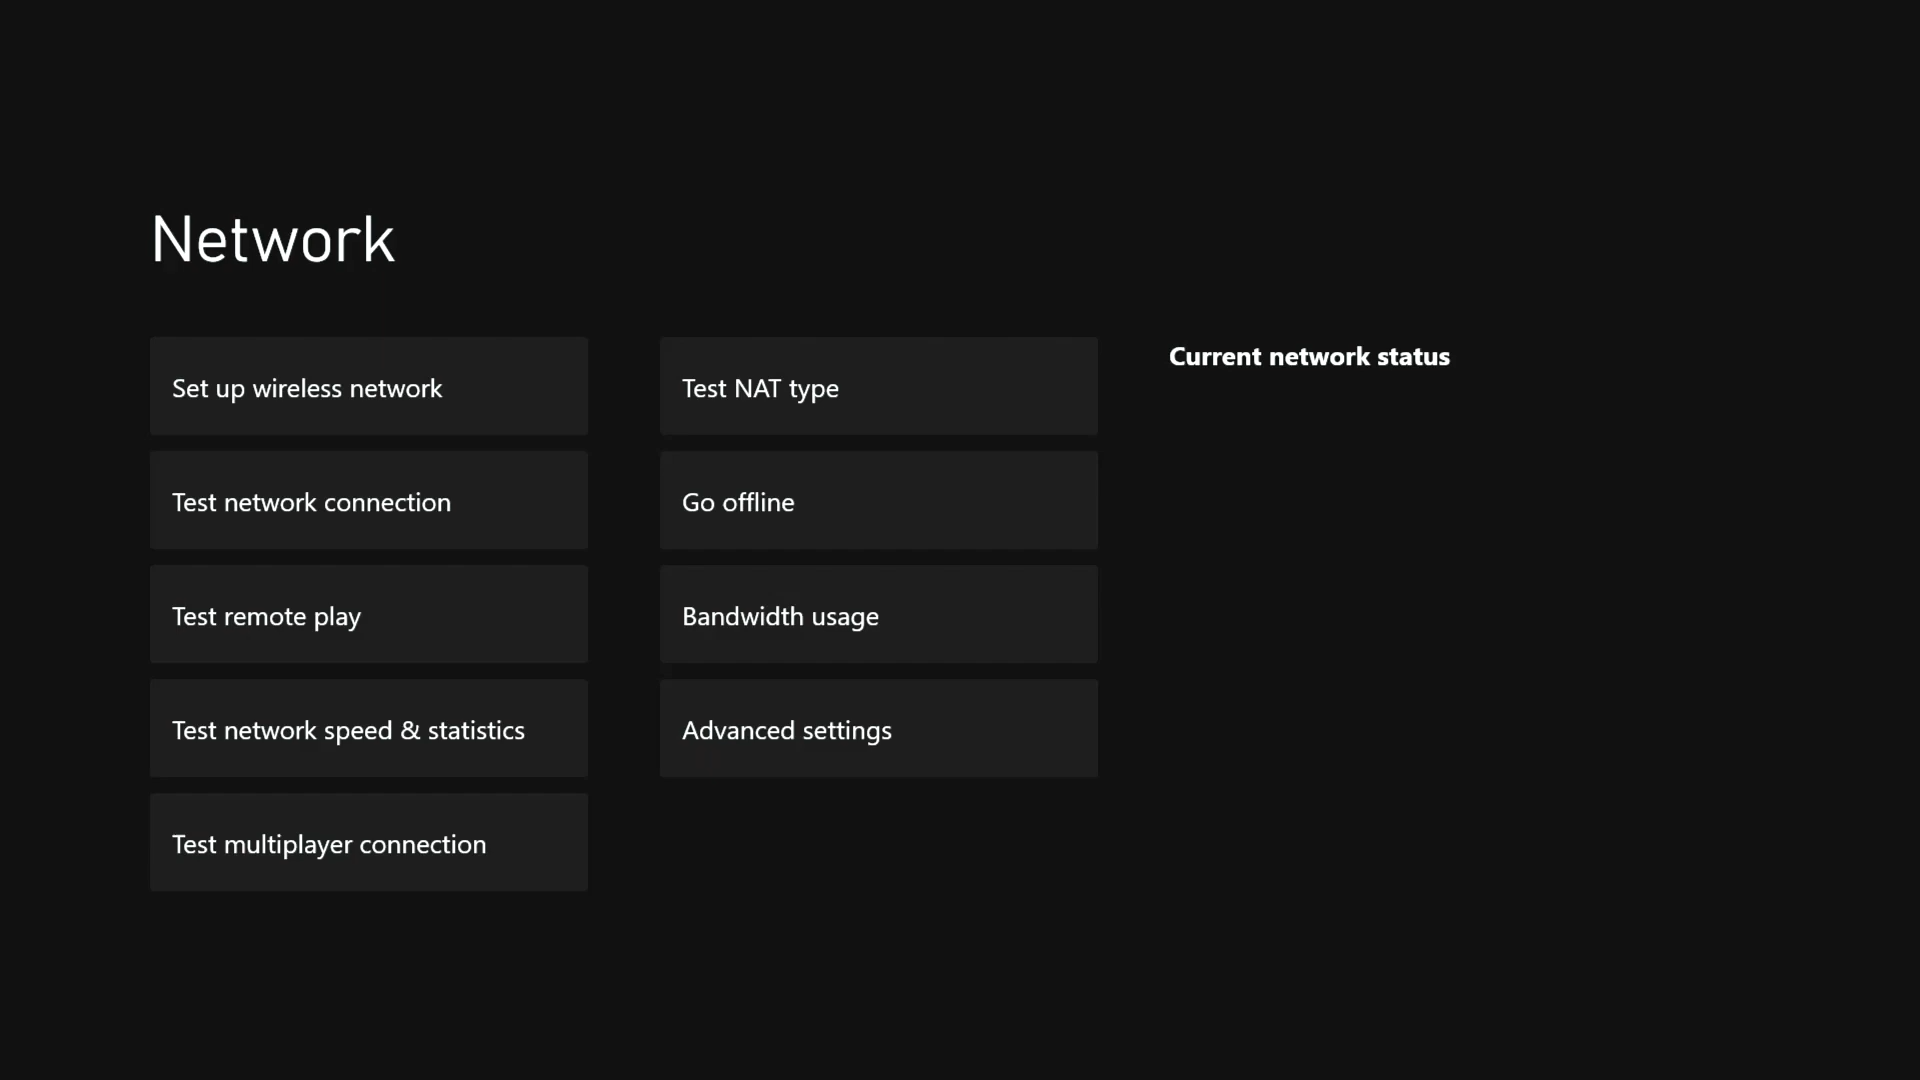 Network
Set up wireless network
Test network connection
Test remote play
Test network speed & statistics
Test multiplayer connection
Test NAT type
Go offline
Bandwidth usage
Advanced settings
Current network status